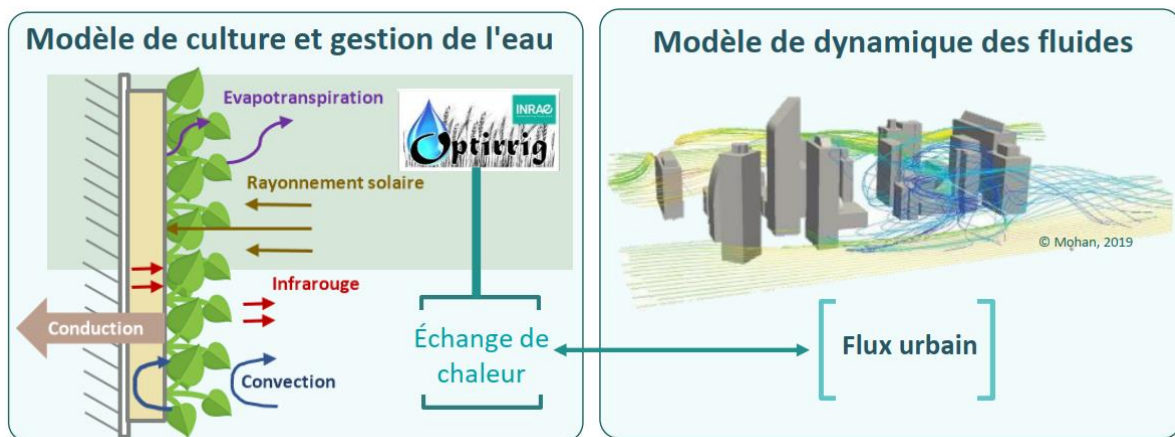 Modèle de culture et gestion de l'eau
Evapotranspiration
INRAE
Optirrig
Rayonnement solaire
Infrarouge
Conduction
Convection
Échange de
chaleur
Modèle de dynamique des fluides
© Mohan, 2019
Flux urbain